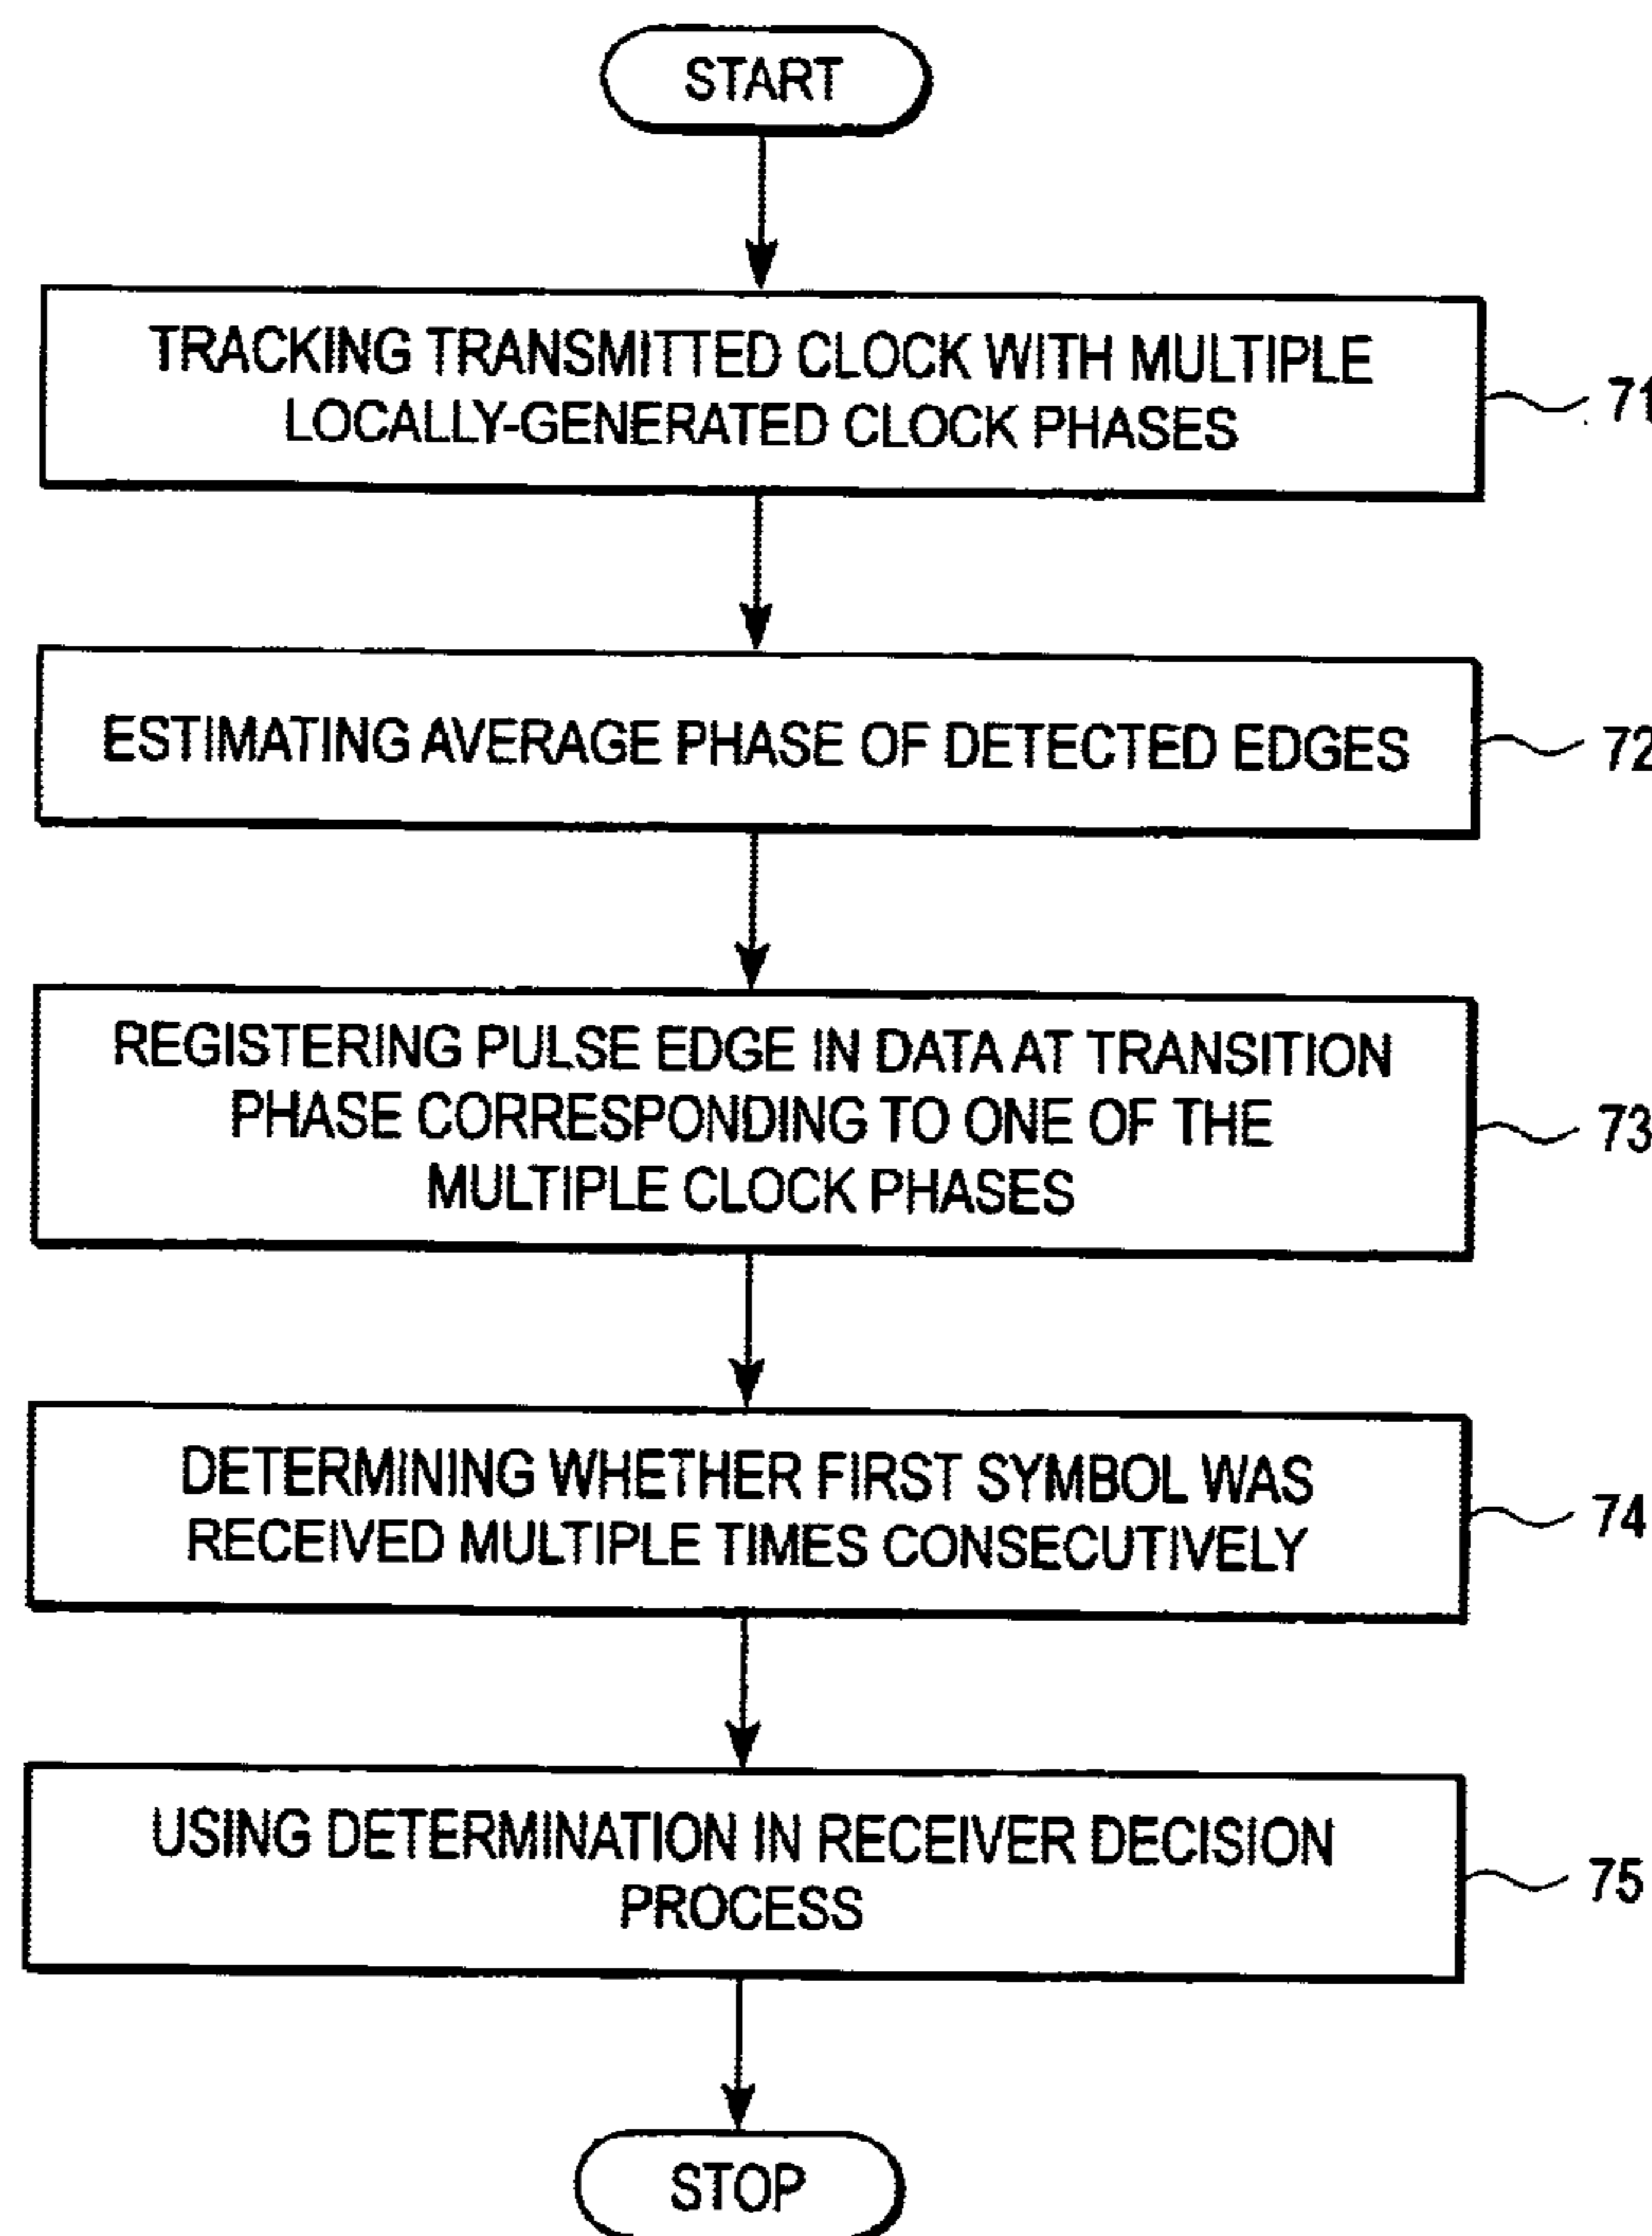 START
TRACKING TRANSMITTED CLOCK WITH MULTIPLE
LOCALLY-GENERATED CLOCK PHASES
71
ESTIMATING AVERAGE PHASE OF DETECTED EDGES
72
REGISTERING PULSE EDGE IN DATA AT TRANSITION
PHASE CORRESPONDING TO ONE OF THE
MULTIPLE CLOCK PHASES
73
DETERMINING WHETHER FIRST SYMBOL WAS
RECEIVED MULTIPLE TIMES CONSECUTIVELY
74
USING DETERMINATION IN RECEIVER DECISION
PROCESS
75
STOP